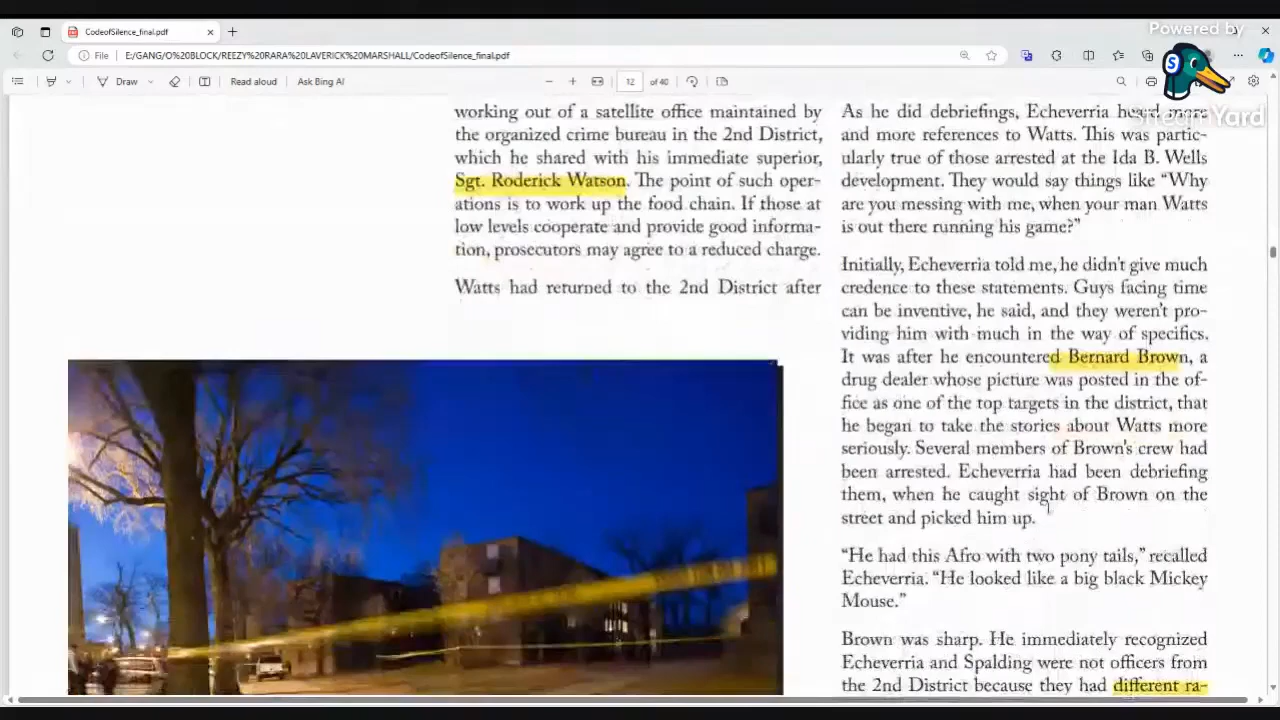 Powered by
CodeofSilence_final.pdf
File
E:/GANG/O%20BLOCK/REEZY%20RARA%20LAVERICK%20MARSHALL/CodeofSilence_final.pdf
Draw
Read aloud
Ask Bing AI
12
of 40
Stream Yard
working out of a satellite office maintained by
the organized crime bureau in the 2nd District,
which he shared with his immediate superior,
Sgt. Roderick Watson. The point of such oper-
ations is to work up the food chain. If those at
low levels cooperate and provide good informa-
tion, prosecutors may agree to a reduced charge.
Watts had returned to the 2nd District after
As he did debriefings, Echeverria heard more
and more references to Watts. This was partic-
ularly true of those arrested at the Ida B. Wells
development. They would say things like “Why
are you messing with me, when your man Watts
is out there running his game?”
Initially, Echeverria told me, he didn't give much
credence to these statements. Guys facing time
can be inventive, he said, and they weren't pro-
viding him with much in the way of specifics.
It was after he encountered Bernard Brown, a
drug dealer whose picture was posted in the of-
fice as one of the top targets in the district, that
he began to take the stories about Watts more
seriously. Several members of Brown's crew had
been arrested. Echeverria had been debriefing
them, when he caught sight of Brown on the
street and picked him up.
“He had this Afro with two pony tails,” recalled
Echeverria. “He looked like a big black Mickey
Mouse.”
Brown was sharp. He immediately recognized
Echeverria and Spalding were not officers from
the 2nd District because they had different ra-